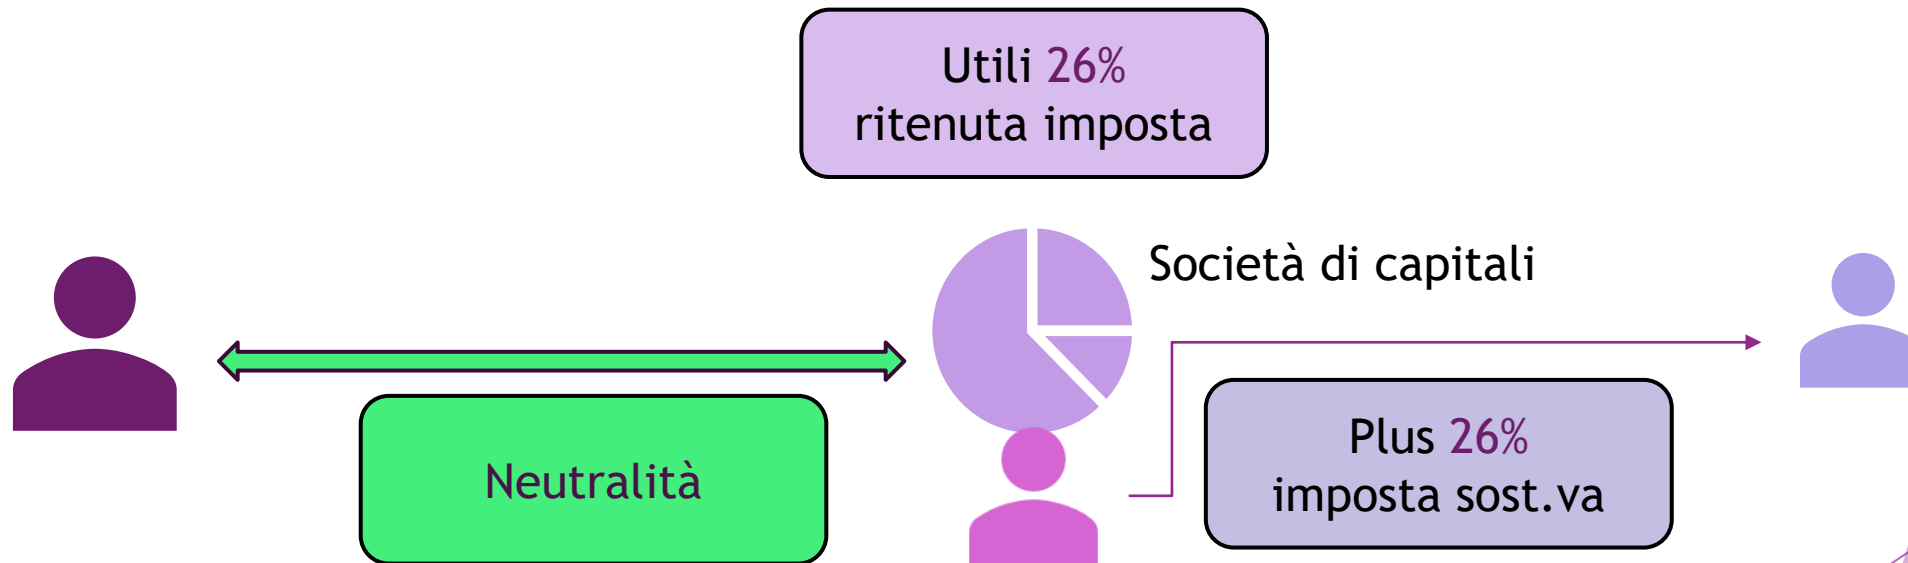 Utili 26%
ritenuta imposta
Società di capitali
Neutralità
Plus 26%
imposta sost.va